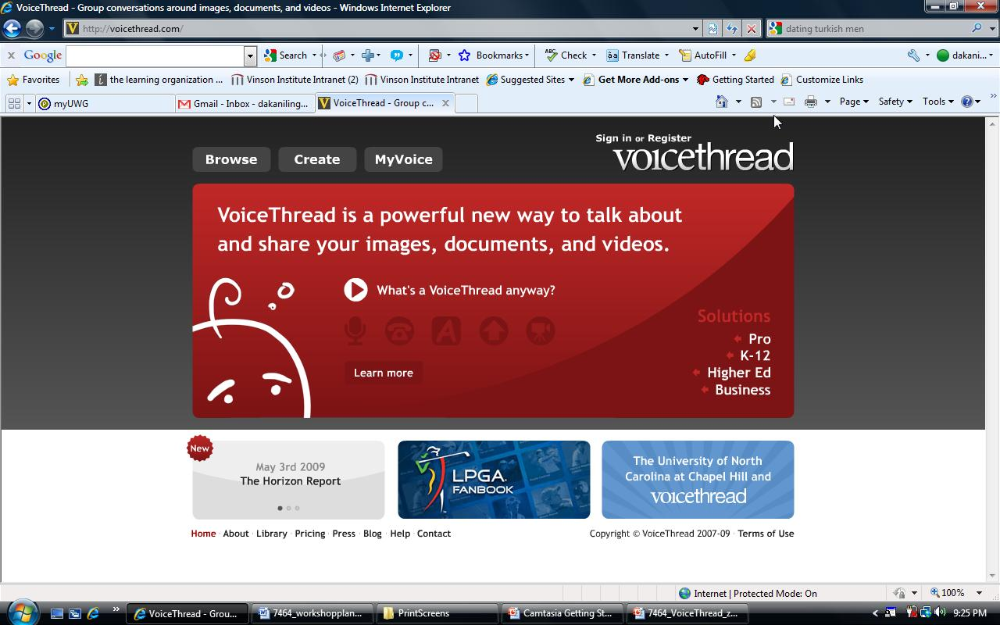 VoiceThread - Group conversations around images, documents, and videos - Windows Internet Explorer
http://voicethread.com/
dating turkish men
x Google Search Bookmarks Check Translate AutoFill dakani...
Favorites the learning organization ... Vinson Institute Intranet (2) Vinson Institute Intranet Suggested Sites Get More Add-ons Getting Started Customize Links
myUWG Gmail - Inbox - dakaniling... VoiceThread - Group c... Page Safety Tools
Sign in or Register
Browse Create MyVoice voicethread
VoiceThread is a powerful new way to talk about
and share your images, documents, and videos.
What's a VoiceThread anyway?
Learn more
Solutions
Pro
K-12
Higher Ed
Business
New
May 3rd 2009
The Horizon Report
LPGA
FANBOOK
The University of North
Carolina at Chapel Hill and
voicethread
Home · About · Library · Pricing · Press · Blog · Help · Contact
Copyright © VoiceThread 2007-09 · Terms of Use
Internet | Protected Mode: On 100%
VoiceThread - Grou... 7464_workshopplan... PrintScreens Camtasia Getting St... 7464_VoiceThread_z... 9:25 PM